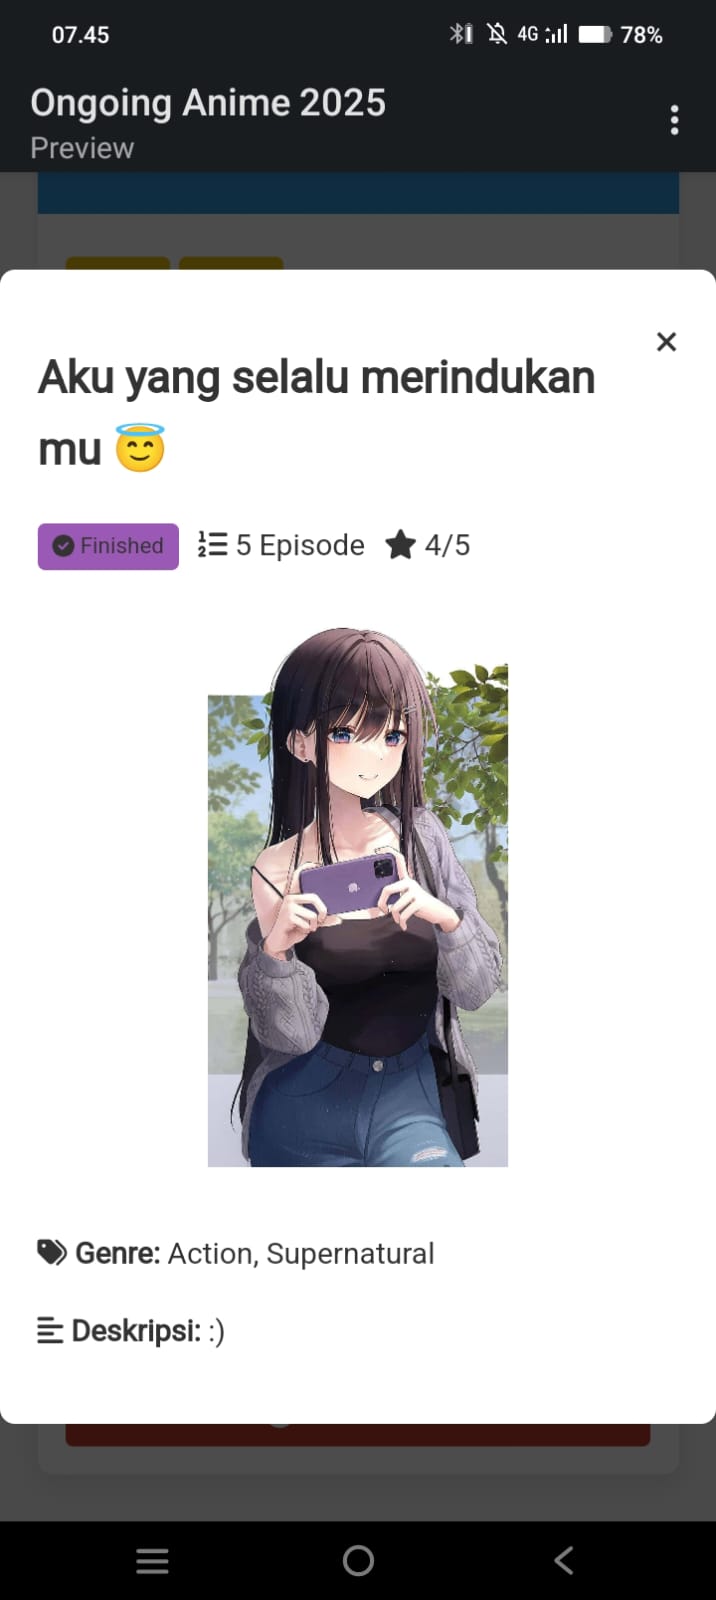 07.45
4G 78%
Ongoing Anime 2025
Preview
Aku yang selalu merindukan
mu 😇
Finished 5 Episode 4/5
Genre: Action, Supernatural
Deskripsi: :)